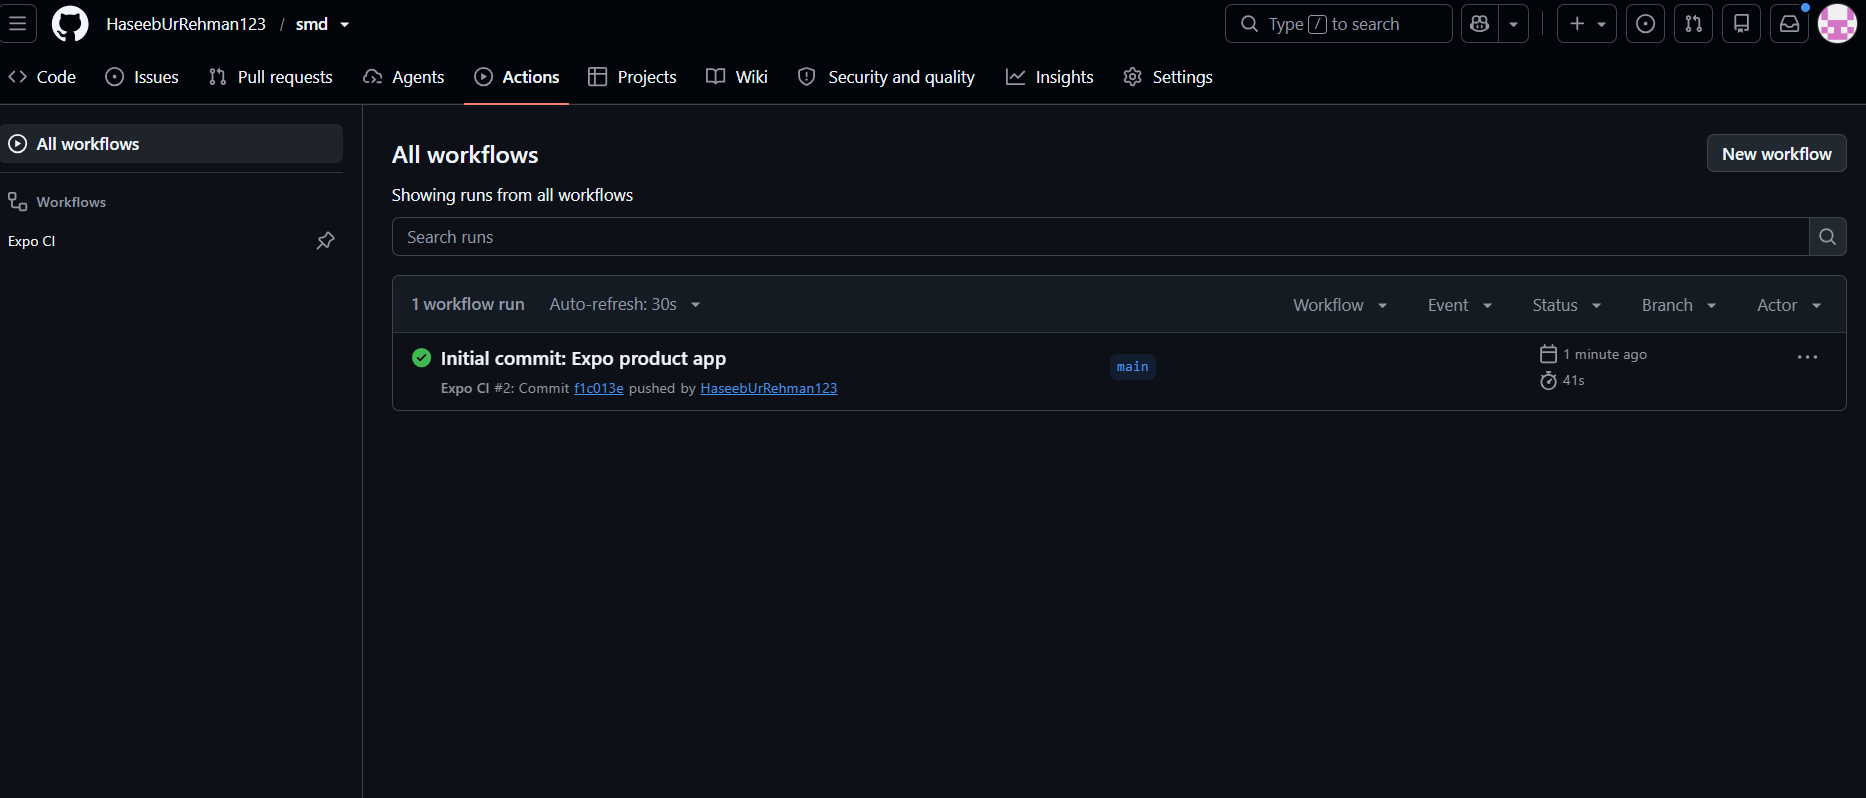 HaseebUrRehman123 / smd
Type / to search
Code Issues Pull requests Agents Actions Projects Wiki Security and quality Insights Settings
All workflows
Workflows
Expo CI
All workflows
New workflow
Showing runs from all workflows
Search runs
1 workflow run Auto-refresh: 30s Workflow Event Status Branch Actor
Initial commit: Expo product app
Expo CI #2: Commit f1c013e pushed by HaseebUrRehman123
main
1 minute ago
41s